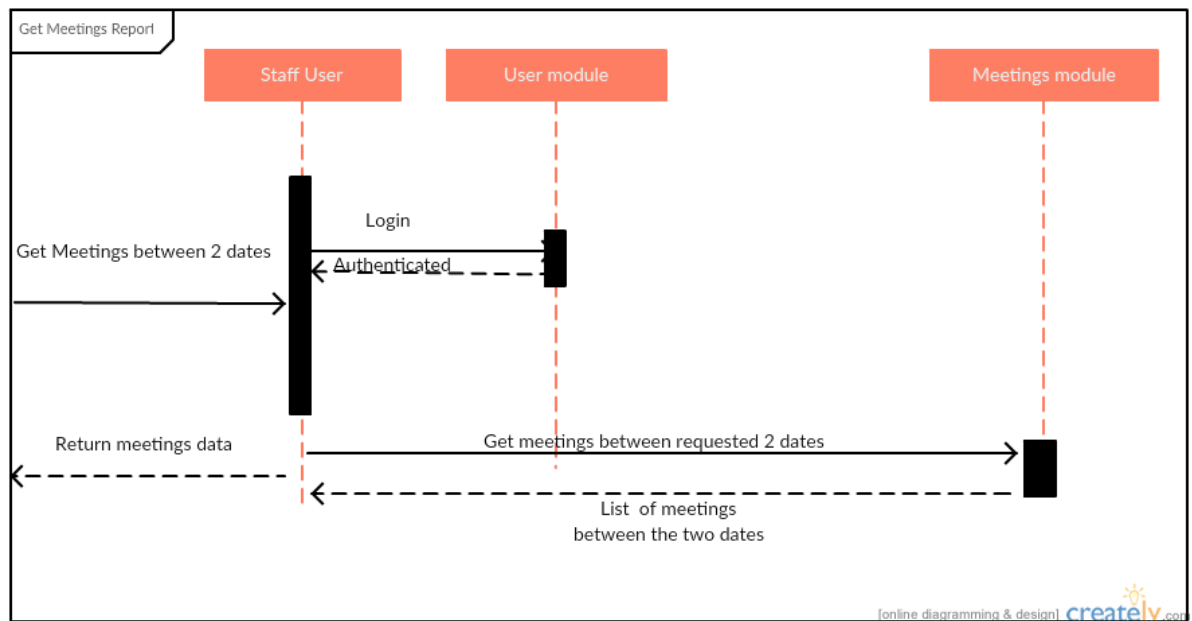 Get Meetings Report
Staff User
User module
Meetings module
Login
Get Meetings between 2 dates
Authenticated
Return meetings data
Get meetings between requested 2 dates
List of meetings
between the two dates
[online diagramming & design] creately.com